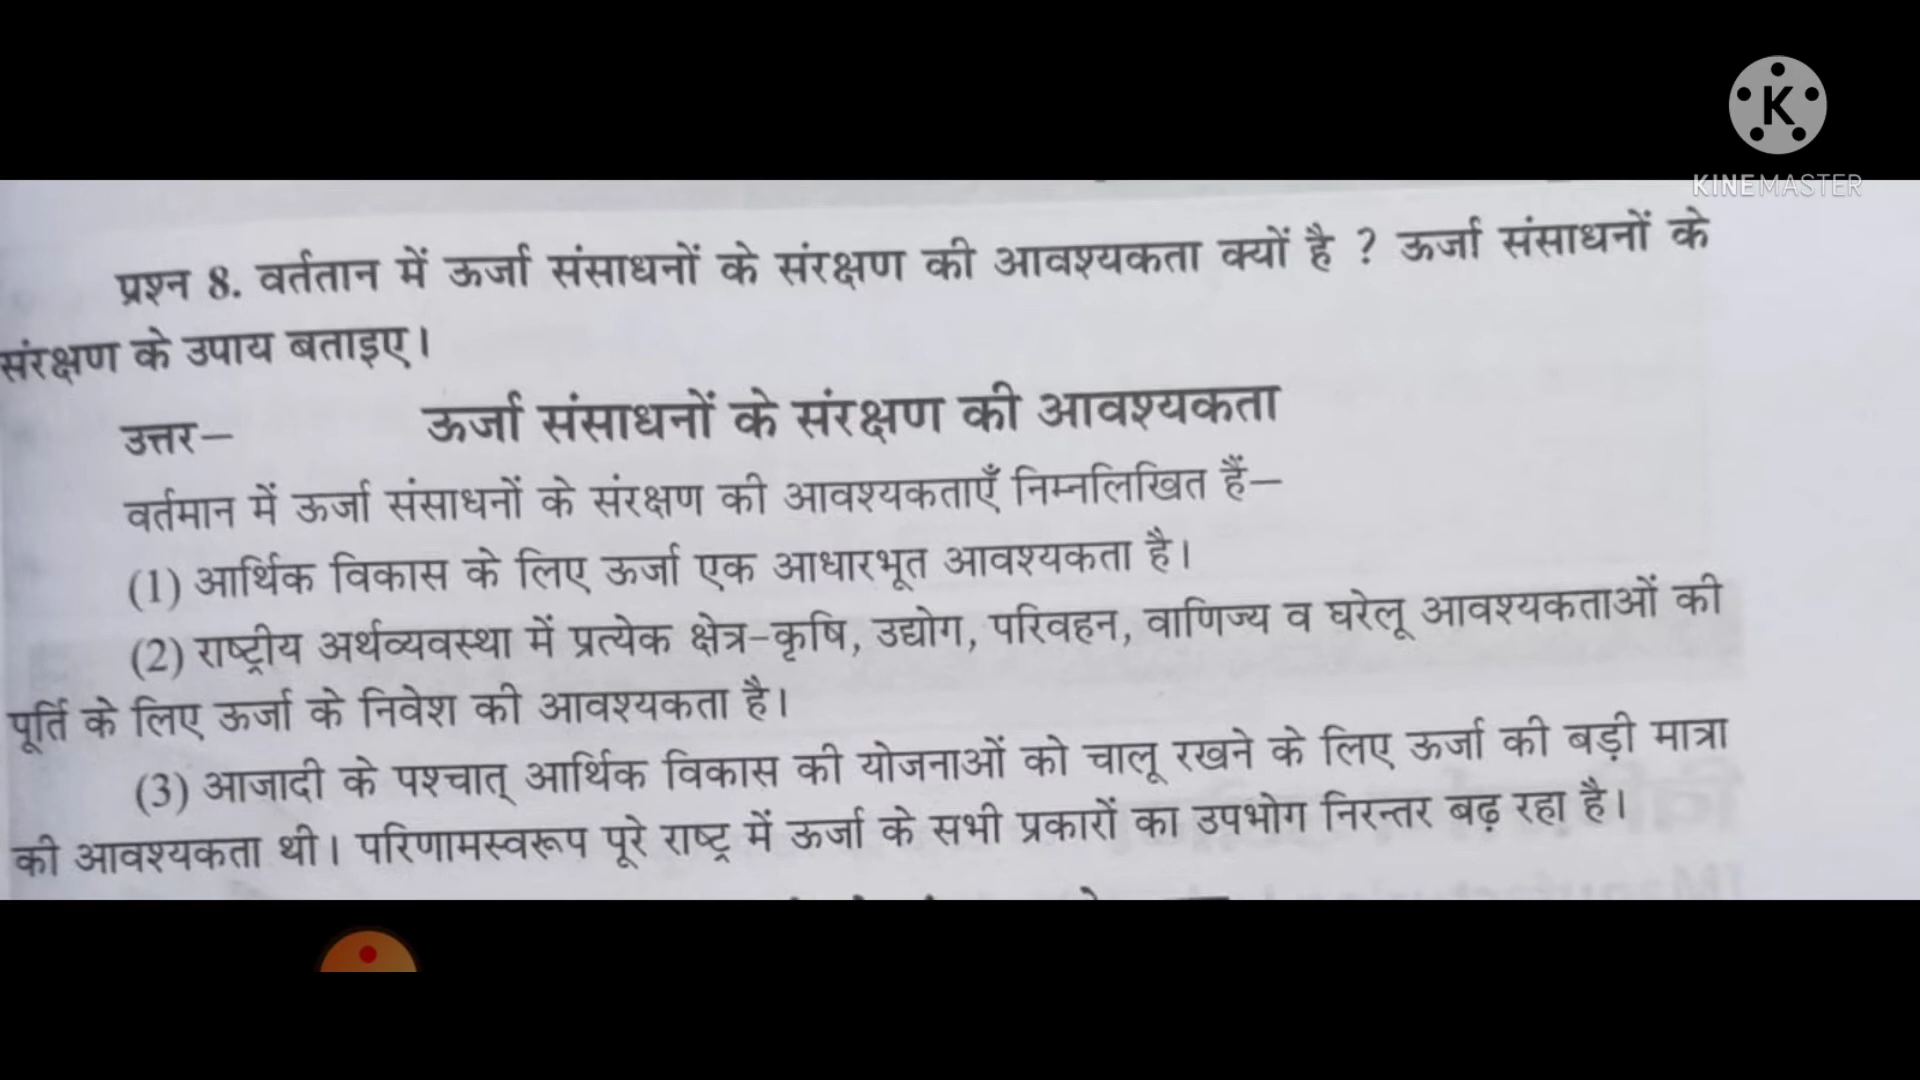 K
KINEMASTER
प्रश्न 8. वर्ततान में ऊर्जा संसाधनों के संरक्षण की आवश्यकता क्यों है ? ऊर्जा संसाधनों के
संरक्षण के उपाय बताइए।
उत्तर– ऊर्जा संसाधनों के संरक्षण की आवश्यकता
वर्तमान में ऊर्जा संसाधनों के संरक्षण की आवश्यकताएँ निम्नलिखित हैं–
(1) आर्थिक विकास के लिए ऊर्जा एक आधारभूत आवश्यकता है।
(2) राष्ट्रीय अर्थव्यवस्था में प्रत्येक क्षेत्र-कृषि, उद्योग, परिवहन, वाणिज्य व घरेलू आवश्यकताओं की
पूर्ति के लिए ऊर्जा के निवेश की आवश्यकता है।
(3) आजादी के पश्चात् आर्थिक विकास की योजनाओं को चालू रखने के लिए ऊर्जा की बड़ी मात्रा
की आवश्यकता थी। परिणामस्वरूप पूरे राष्ट्र में ऊर्जा के सभी प्रकारों का उपभोग निरन्तर बढ़ रहा है।